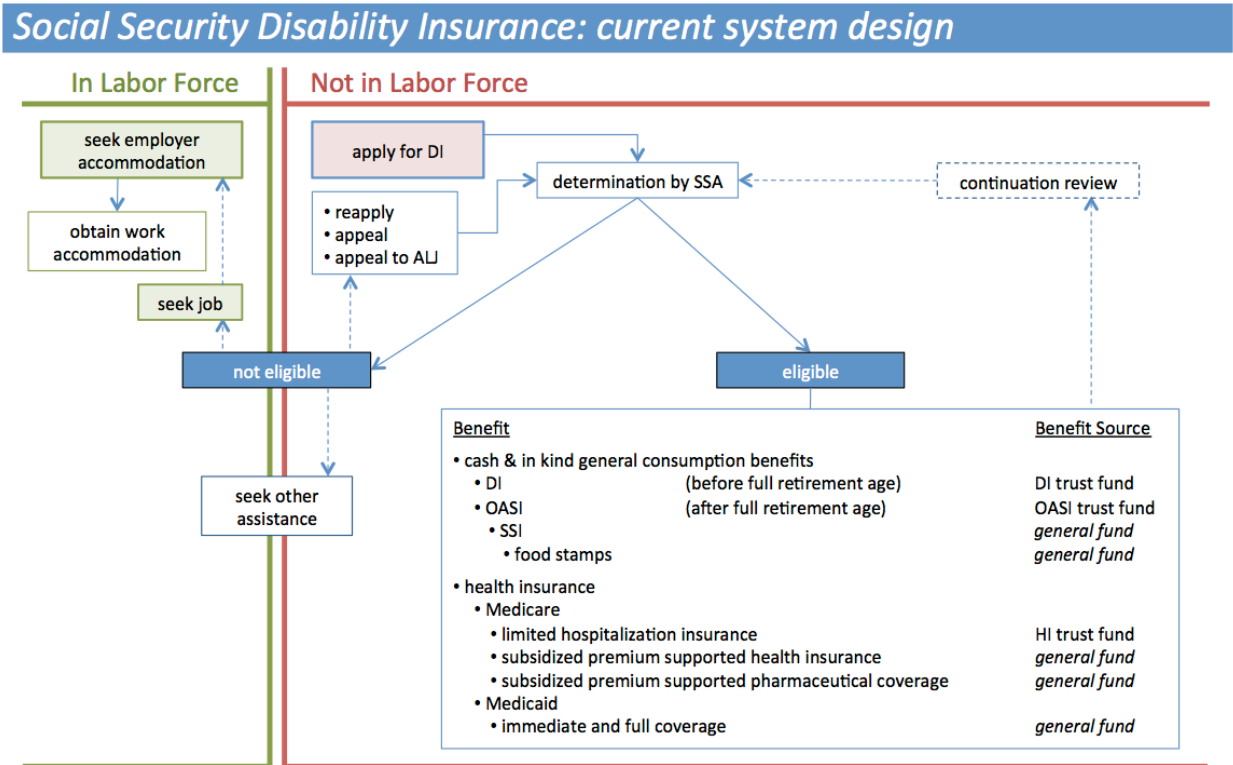 Social Security Disability Insurance: current system design
In Labor Force
Not in Labor Force
seek employer
accommodation
obtain work
accommodation
seek job
apply for DI
• reapply
• appeal
• appeal to ALJ
determination by SSA
continuation review
not eligible
eligible
seek other
assistance
Benefit Benefit Source
• cash & in kind general consumption benefits
• DI (before full retirement age) DI trust fund
• OASI (after full retirement age) OASI trust fund
• SSI general fund
• food stamps general fund
• health insurance
• Medicare
• limited hospitalization insurance HI trust fund
• subsidized premium supported health insurance general fund
• subsidized premium supported pharmaceutical coverage general fund
• Medicaid
• immediate and full coverage general fund